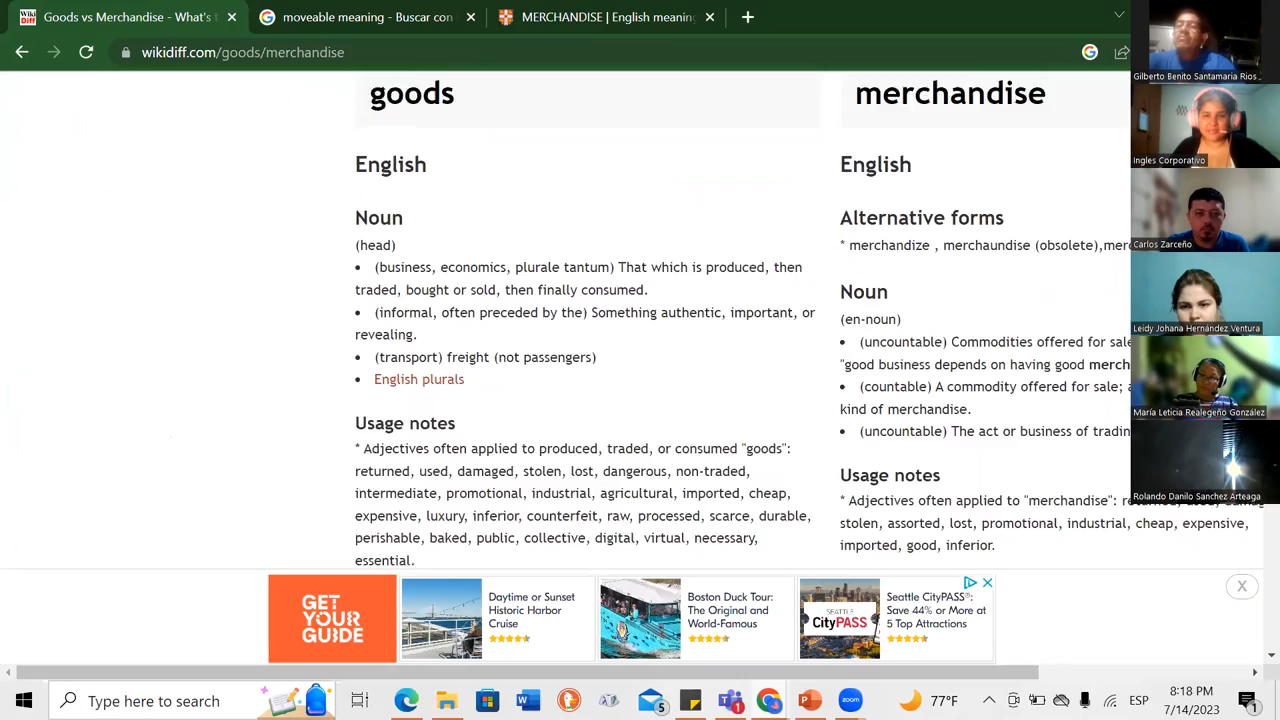 Goods vs Merchandise - What's t
moveable meaning - Buscar con
MERCHANDISE | English meanin
wikidiff.com/goods/merchandise
goods
English
Noun
(head)
• (business, economics, plurale tantum) That which is produced, then
traded, bought or sold, then finally consumed.
• (informal, often preceded by the) Something authentic, important, or
revealing.
• (transport) freight (not passengers)
• English plurals
Usage notes
* Adjectives often applied to produced, traded, or consumed "goods":
returned, used, damaged, stolen, lost, dangerous, non-traded,
intermediate, promotional, industrial, agricultural, imported, cheap,
expensive, luxury, inferior, counterfeit, raw, processed, scarce, durable,
perishable, baked, public, collective, digital, virtual, necessary,
essential.
merchandise
English
Alternative forms
* merchandize , merchaundise (obsolete),merc
Noun
(en-noun)
• (uncountable) Commodities offered for sale
"good business depends on having good merch
• (countable) A commodity offered for sale; a
kind of merchandise.
• (uncountable) The act or business of tradin
Usage notes
* Adjectives often applied to "merchandise":
stolen, assorted, lost, promotional, industrial, cheap, expensive,
imported, good, inferior.
Gilberto Benito Santamaria Rios
Ingles Corporativo
Carlos Zarceño
Leidy Johana Hernández Ventura
María Leticia Realegeño González
Rolando Danilo Sanchez Arteaga
GET
YOUR
GUIDE
Daytime or Sunset
Historic Harbor
Cruise
Boston Duck Tour:
The Original and
World-Famous
SEATTLE
CityPASS
Seattle CityPASS®:
Save 44% or More at
5 Top Attractions
X
Type here to search
5
1
77°F
ESP
8:18 PM
7/14/2023
1